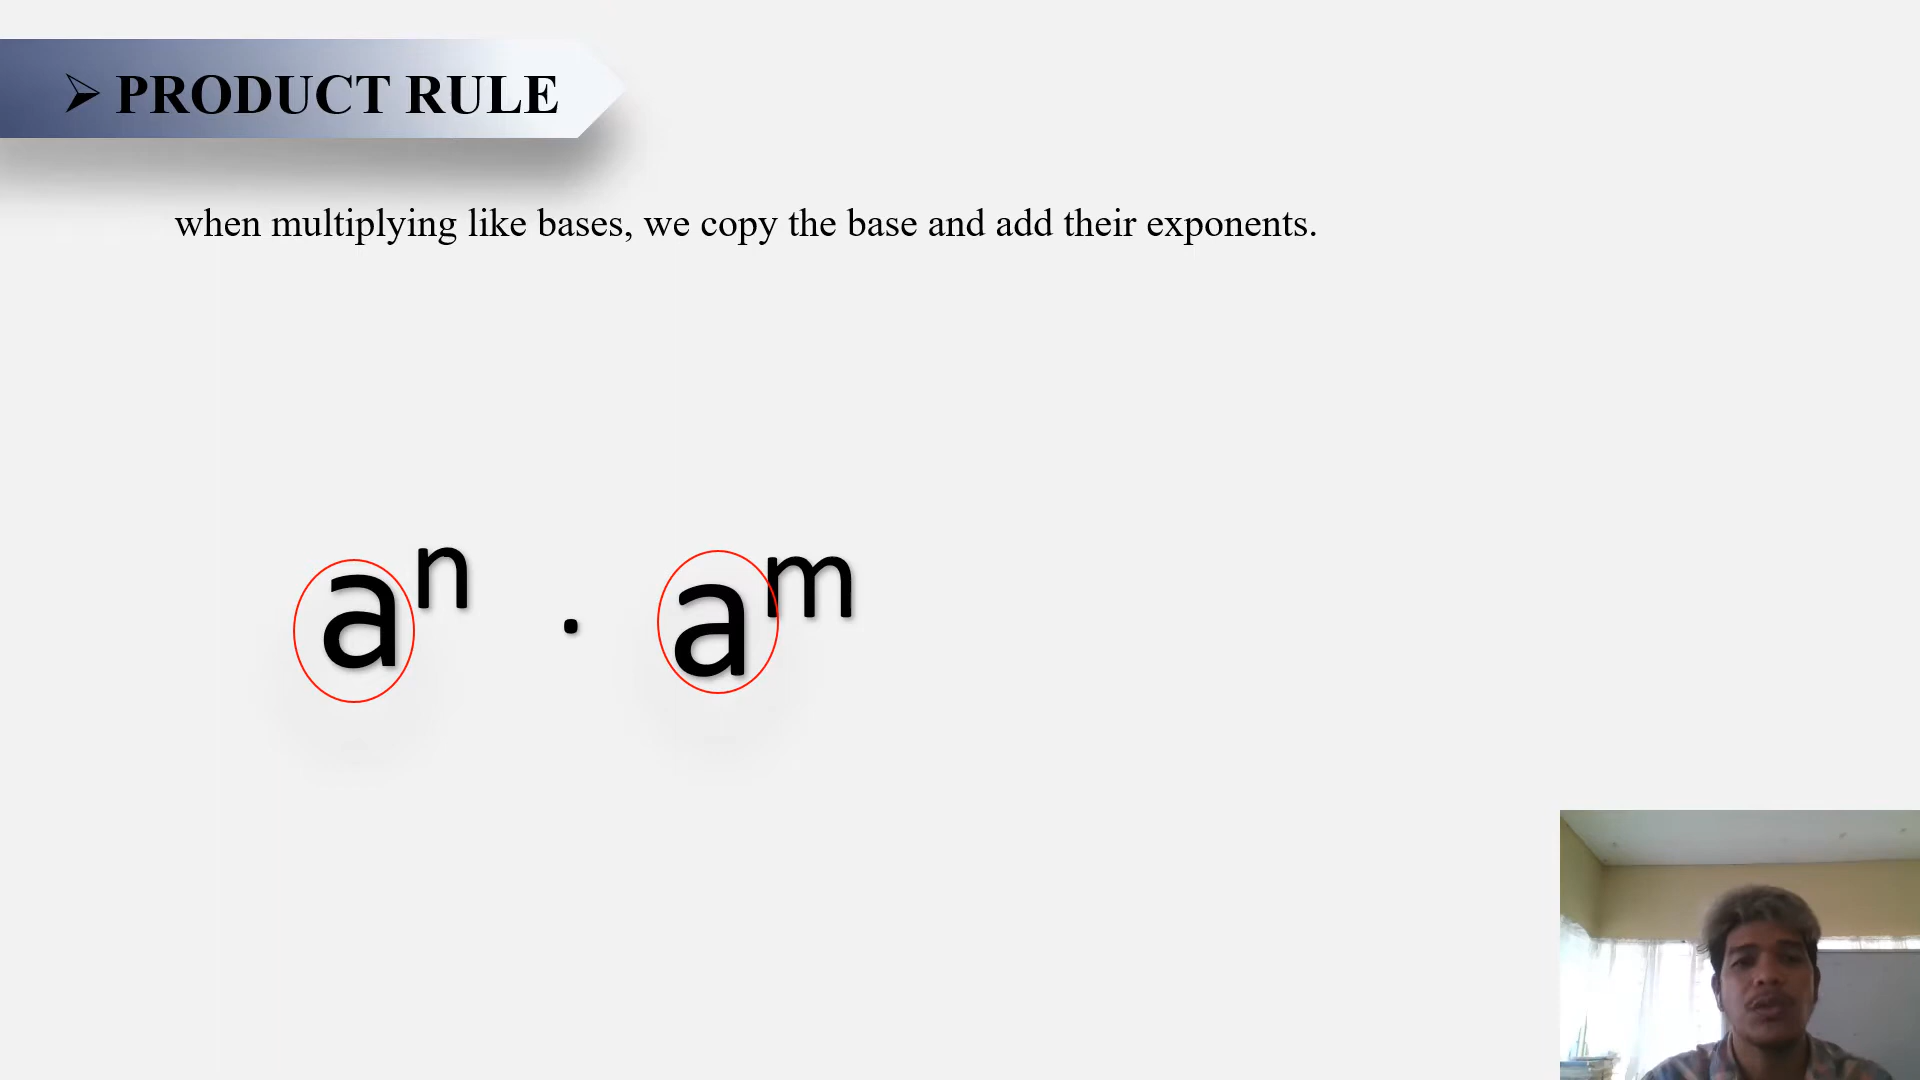 ➢ PRODUCT RULE
when multiplying like bases, we copy the base and add their exponents.
aⁿ · aᵐ